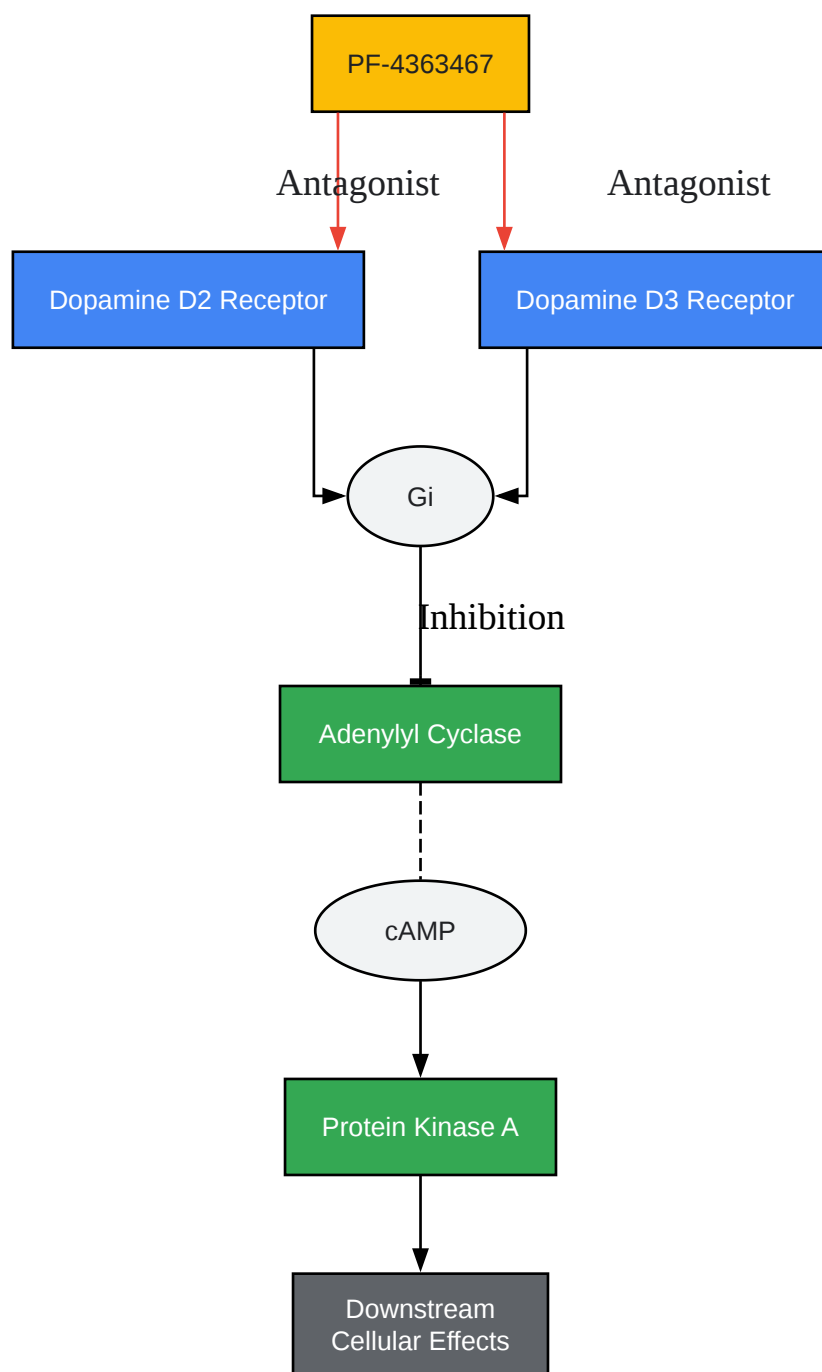 PF-4363467
Antagonist
Antagonist
Dopamine D2 Receptor
Dopamine D3 Receptor
Gi
Inhibition
Adenylyl Cyclase
cAMP
Protein Kinase A
Downstream
Cellular Effects